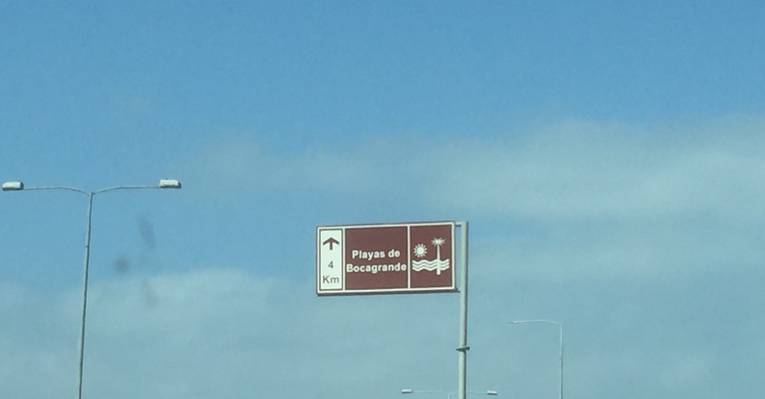 4
Km
Playas de
Bocagrande